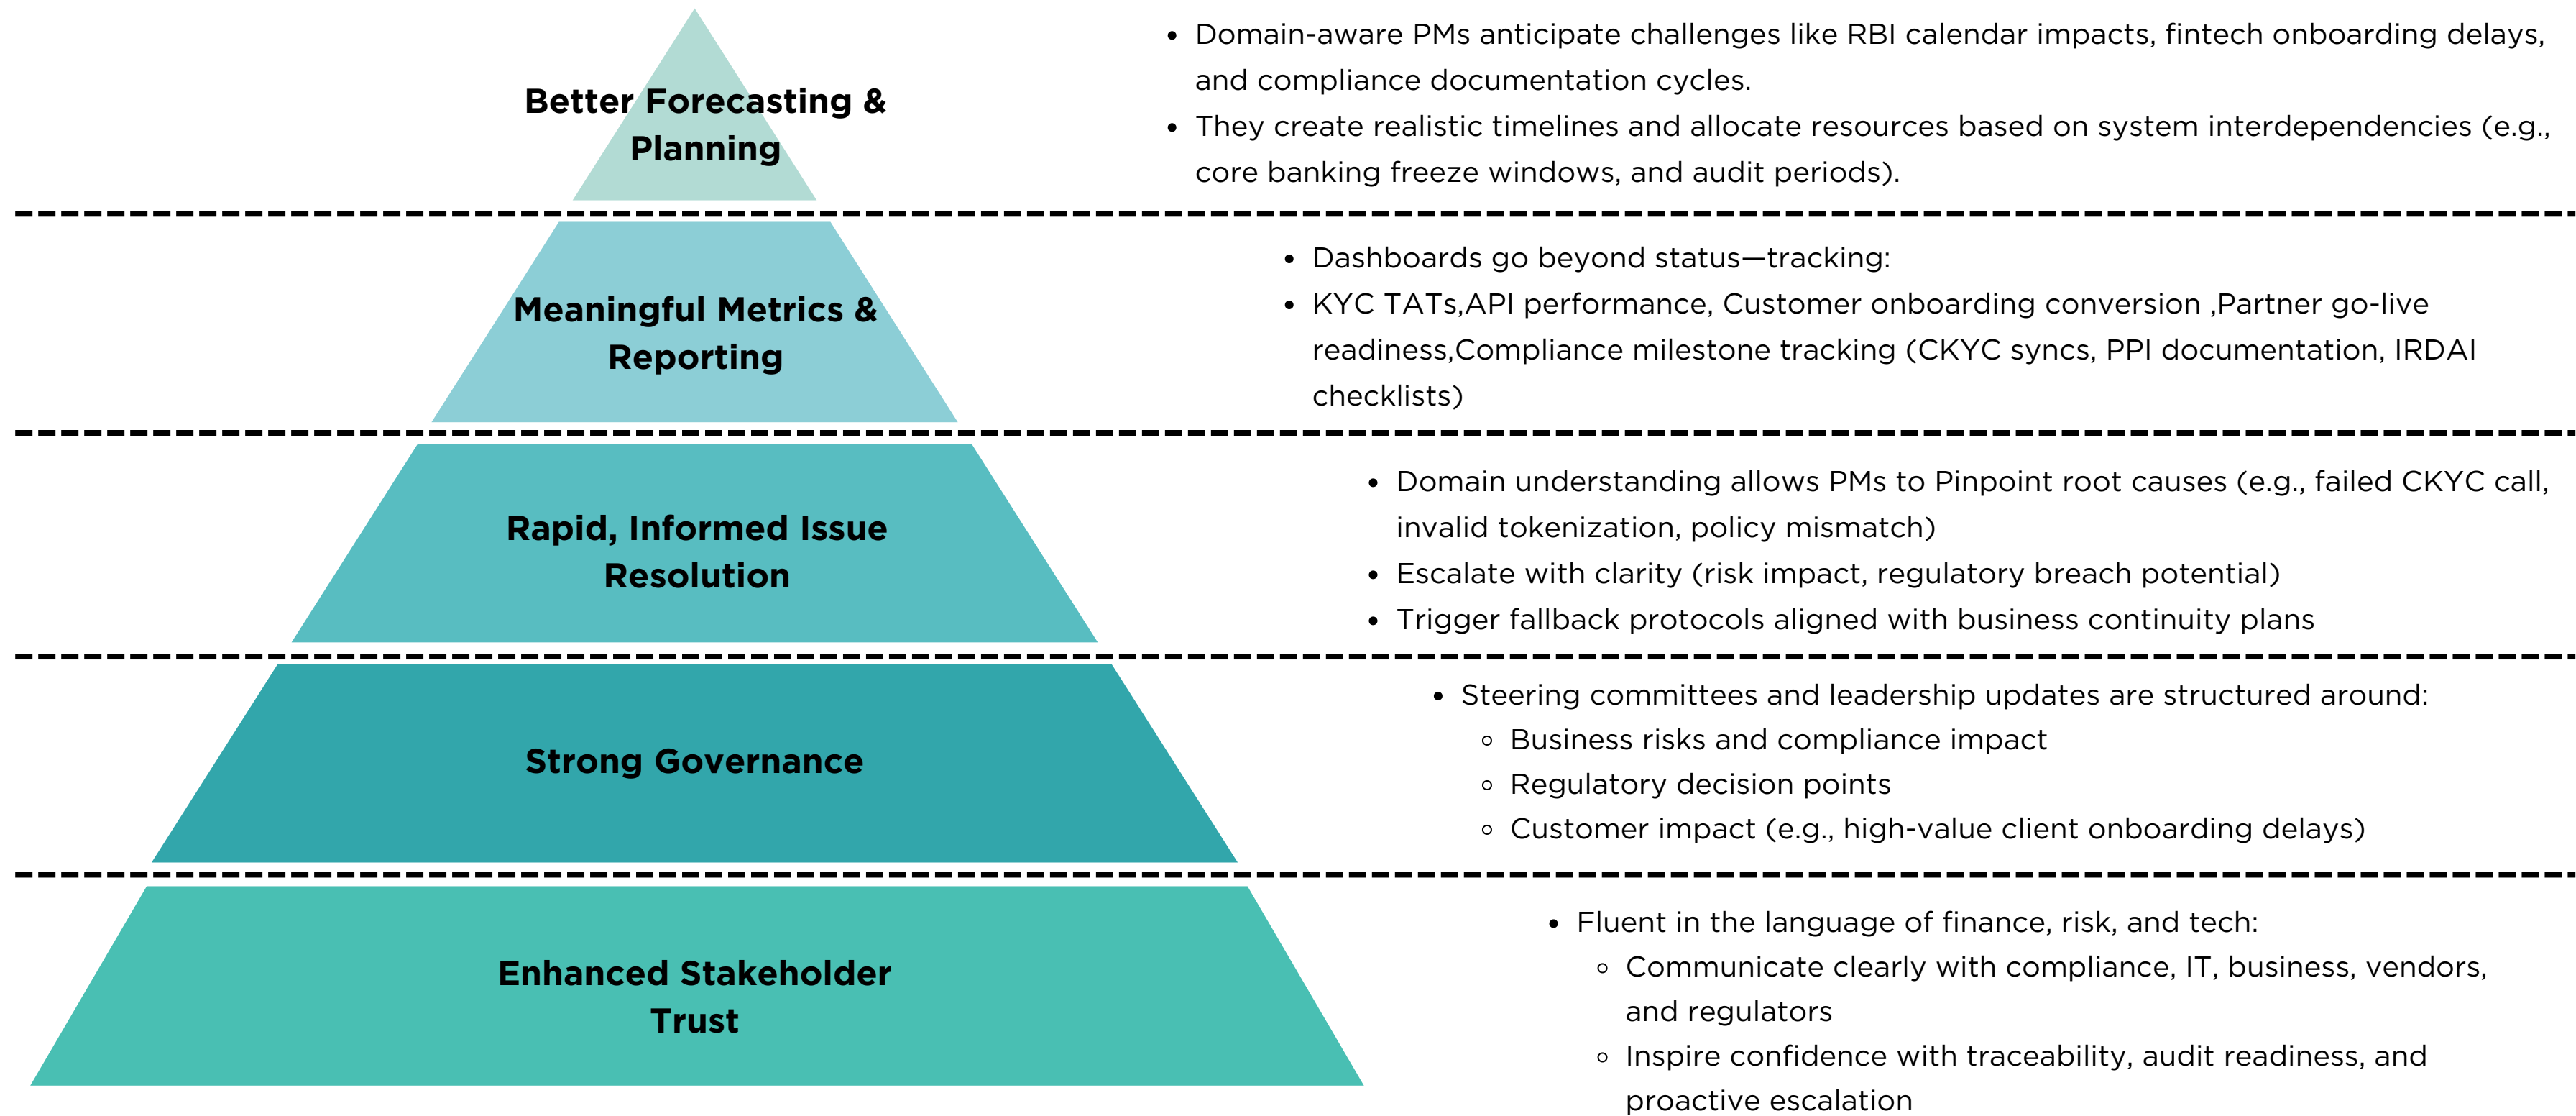 Better Forecasting &
Planning
• Domain-aware PMs anticipate challenges like RBI calendar impacts, fintech onboarding delays,
and compliance documentation cycles.
• They create realistic timelines and allocate resources based on system interdependencies (e.g.,
core banking freeze windows, and audit periods).
Meaningful Metrics &
Reporting
• Dashboards go beyond status—tracking:
• KYC TATs,API performance, Customer onboarding conversion ,Partner go-live
readiness,Compliance milestone tracking (CKYC syncs, PPI documentation, IRDAI
checklists)
Rapid, Informed Issue
Resolution
• Domain understanding allows PMs to Pinpoint root causes (e.g., failed CKYC call,
invalid tokenization, policy mismatch)
• Escalate with clarity (risk impact, regulatory breach potential)
• Trigger fallback protocols aligned with business continuity plans
Strong Governance
• Steering committees and leadership updates are structured around:
◦ Business risks and compliance impact
◦ Regulatory decision points
◦ Customer impact (e.g., high-value client onboarding delays)
Enhanced Stakeholder
Trust
• Fluent in the language of finance, risk, and tech:
◦ Communicate clearly with compliance, IT, business, vendors,
and regulators
◦ Inspire confidence with traceability, audit readiness, and
proactive escalation